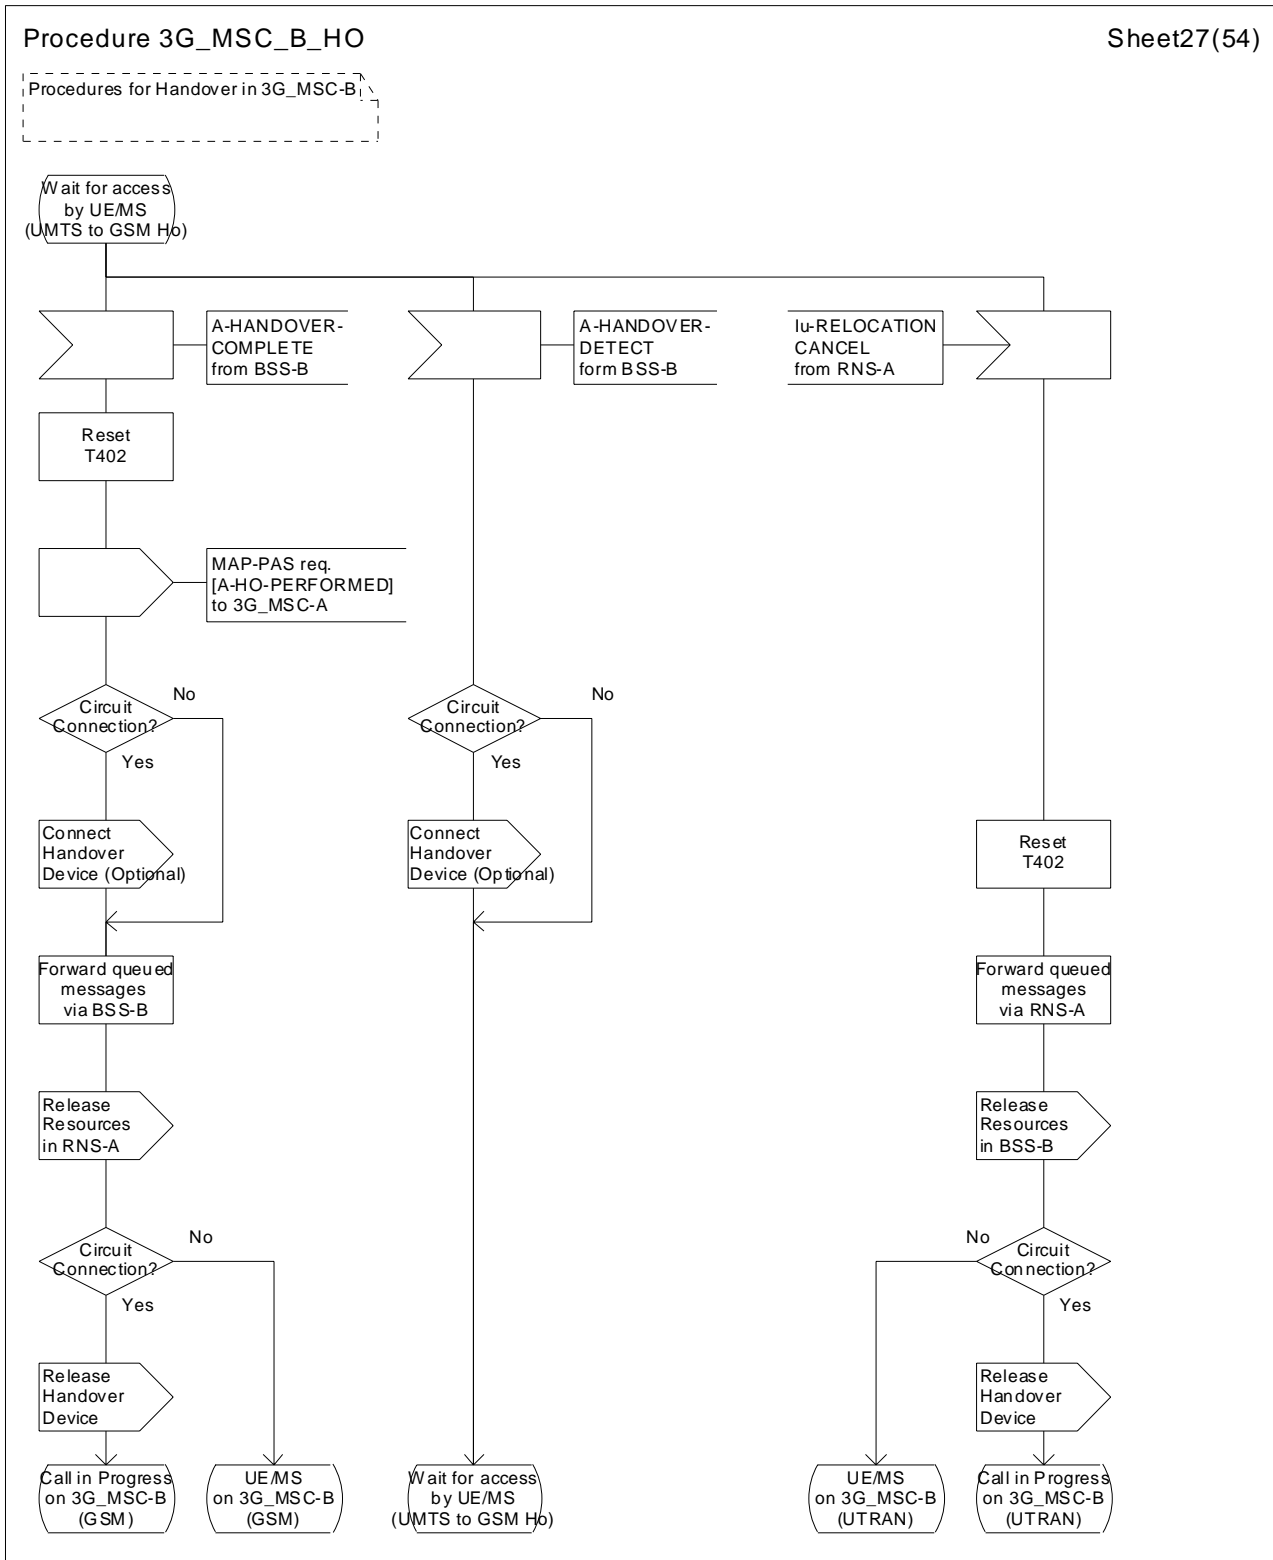 Procedure 3G_MSC_B_HO
Sheet27(54)
Procedures for Handover in 3G_MSC-B
Wait for access
by UE/MS
(UMTS to GSM Ho)
A-HANDOVER-
COMPLETE
from BSS-B
A-HANDOVER-
DETECT
form BSS-B
Iu-RELOCATION
CANCEL
from RNS-A
Reset
T402
MAP-PAS req.
[A-HO-PERFORMED]
to 3G_MSC-A
Circuit
Connection?
No
Yes
Circuit
Connection?
No
Yes
Connect
Handover
Device (Optional)
Connect
Handover
Device (Optional)
Reset
T402
Forward queued
messages
via BSS-B
Forward queued
messages
via RNS-A
Release
Resources
in RNS-A
Release
Resources
in BSS-B
Circuit
Connection?
No
Yes
No
Circuit
Connection?
Yes
Release
Handover
Device
Release
Handover
Device
Call in Progress
on 3G_MSC-B
(GSM)
UE/MS
on 3G_MSC-B
(GSM)
Wait for access
by UE/MS
(UMTS to GSM Ho)
UE/MS
on 3G_MSC-B
(UTRAN)
Call in Progress
on 3G_MSC-B
(UTRAN)